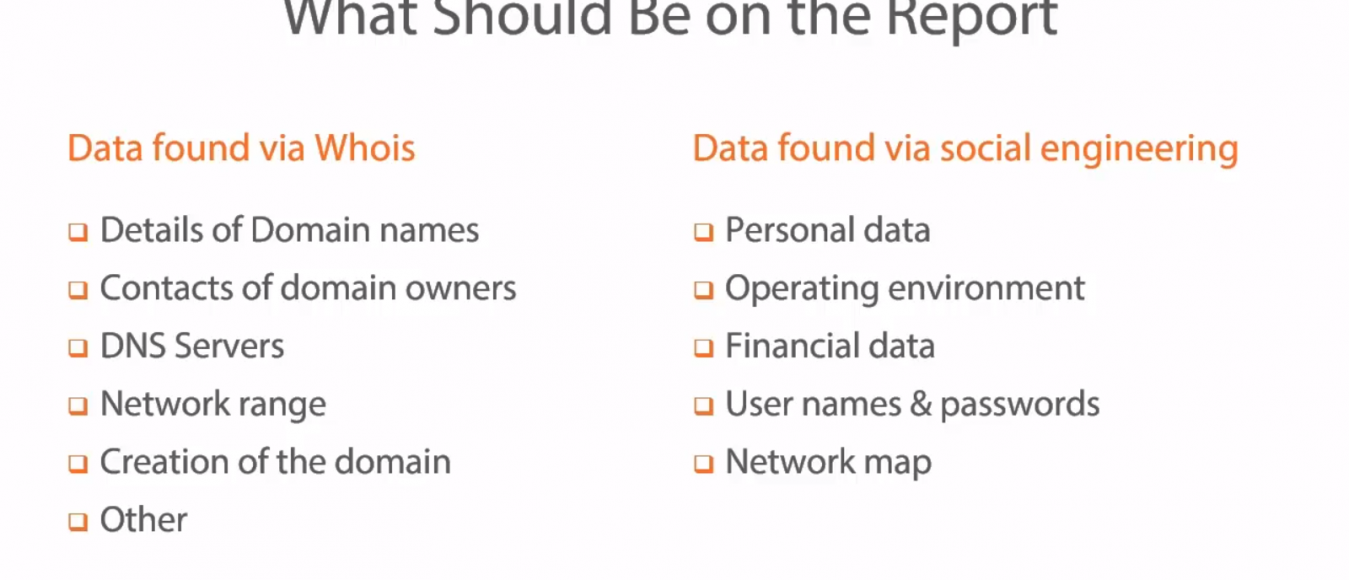 What Should Be on the Report
Data found via Whois
Details of Domain names
Contacts of domain owners
DNS Servers
Network range
Creation of the domain
Other
Data found via social engineering
Personal data
Operating environment
Financial data
User names & passwords
Network map